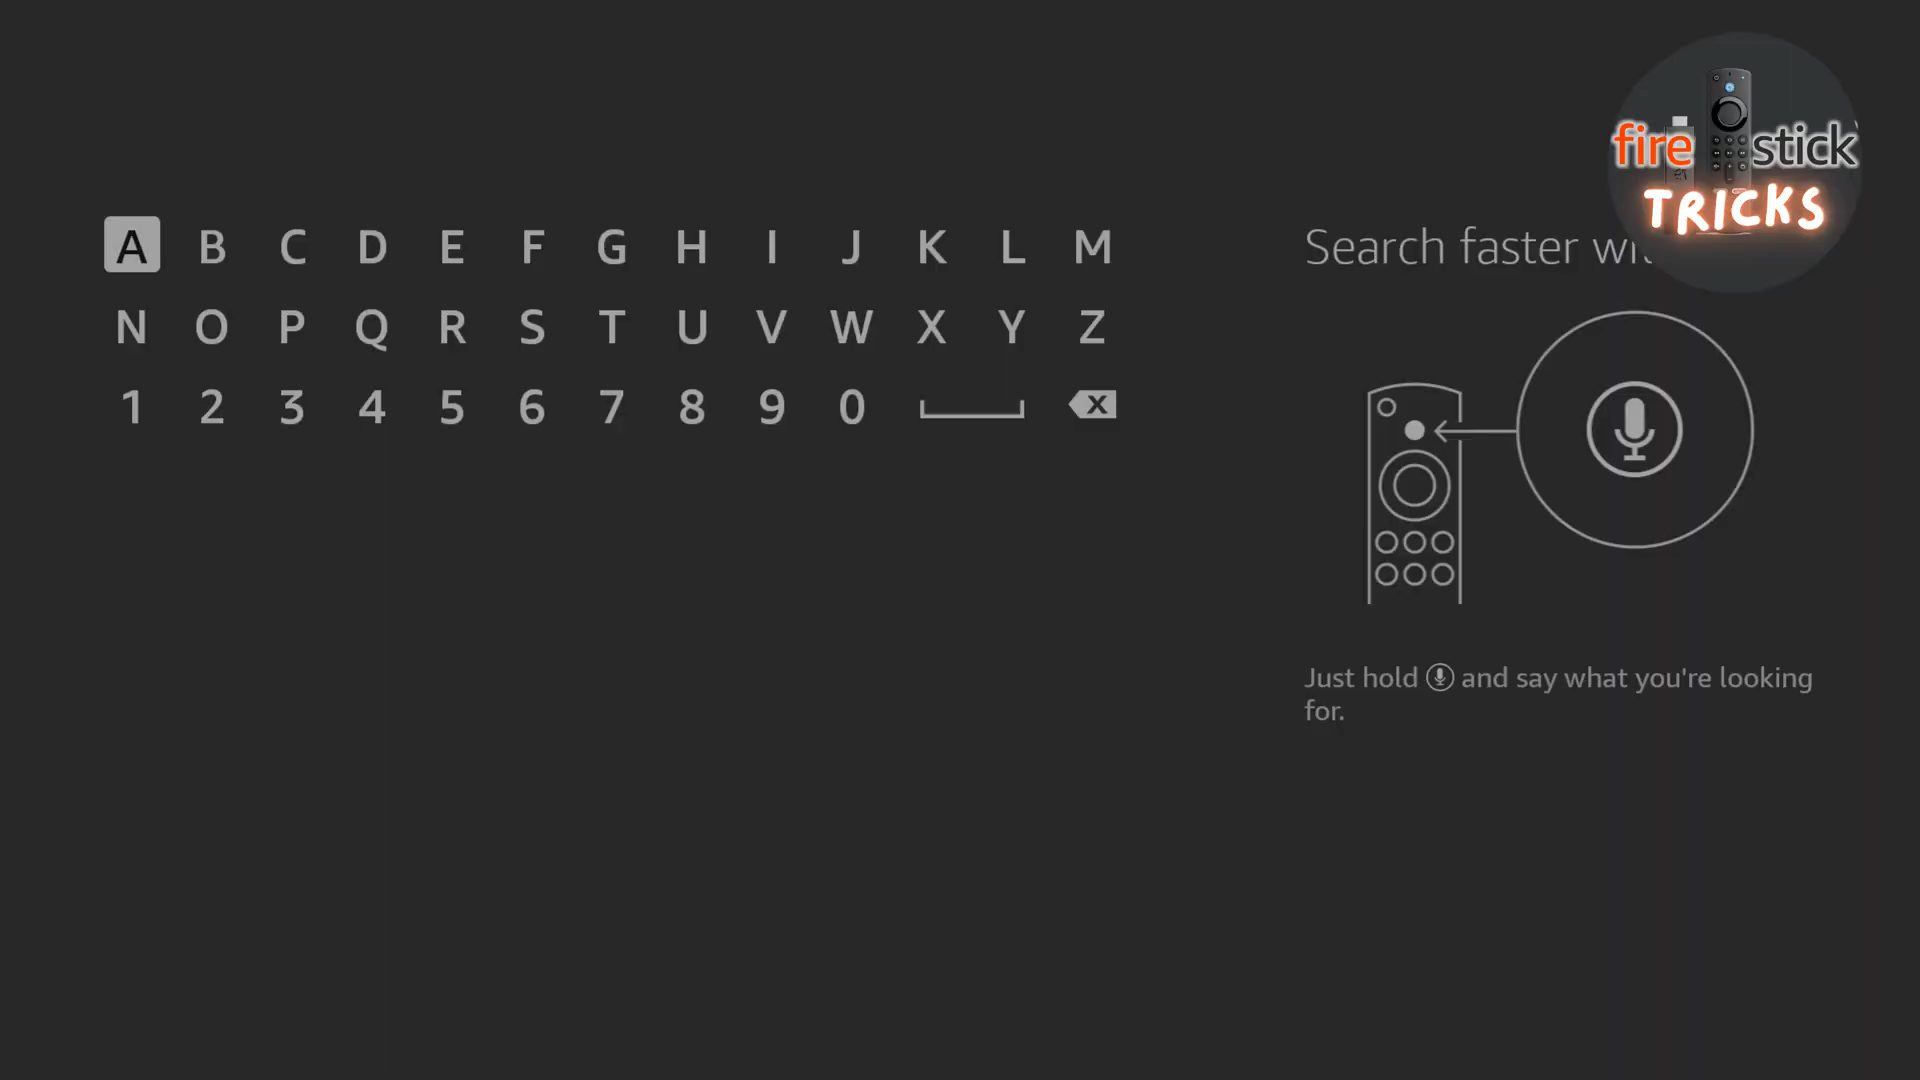 fire stick
TRICKS
A B C D E F G H I J K L M
Search faster
N O P Q R S T U V W X Y Z
1 2 3 4 5 6 7 8 9 0
Just hold and say what you're looking
for.